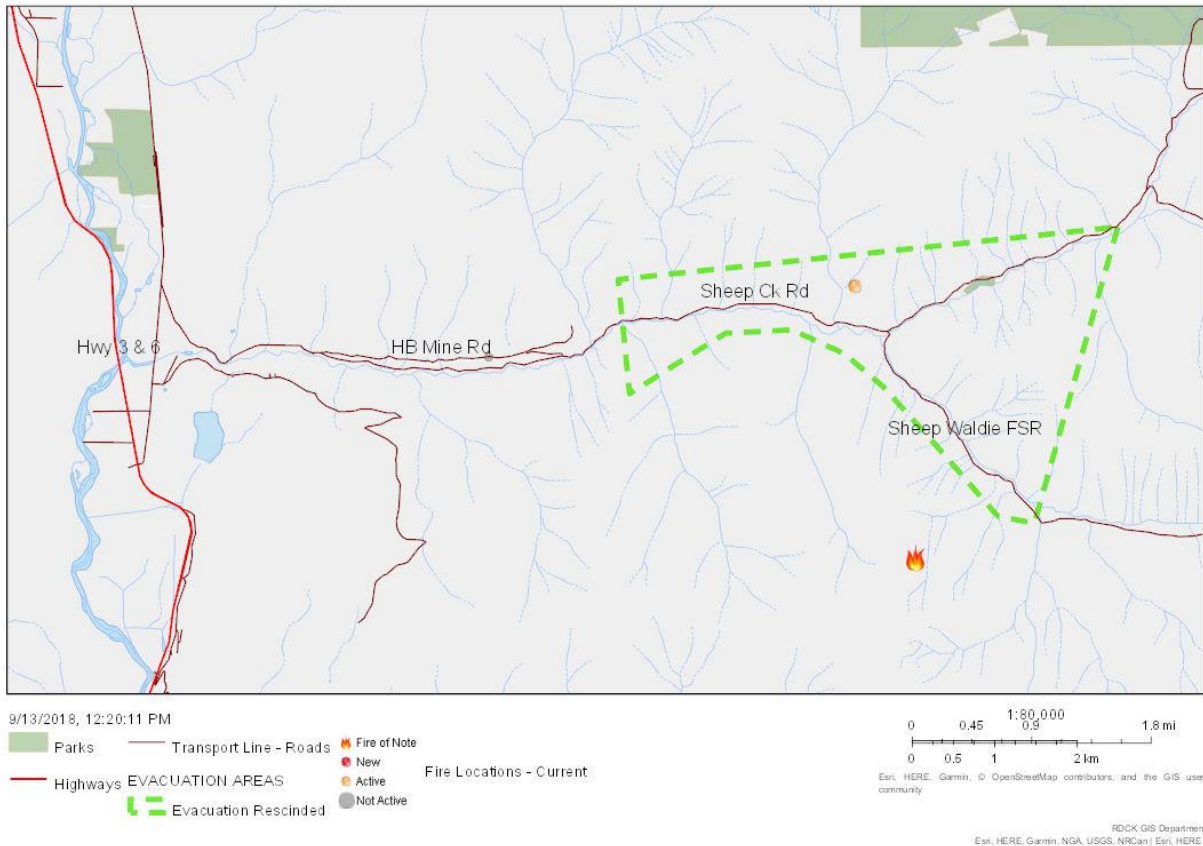 Sheep Ck Rd
Hwy 3 & 6
HB Mine Rd
Sheep Waldie FSR
9/13/2018, 12:20:11 PM
Parks
Transport Line - Roads
Highways
EVACUATION AREAS
Evacuation Rescinded
Fire of Note
New
Active
Not Active
Fire Locations - Current
1:80,000
0 0.45 0.9 1.8 mi
0 0.5 1 2 km
Esri, HERE, Garmin, © OpenStreetMap contributors, and the GIS user
community
RDCK GIS Department
Esri, HERE, Garmin, NGA, USGS, NRCan | Esri, HERE